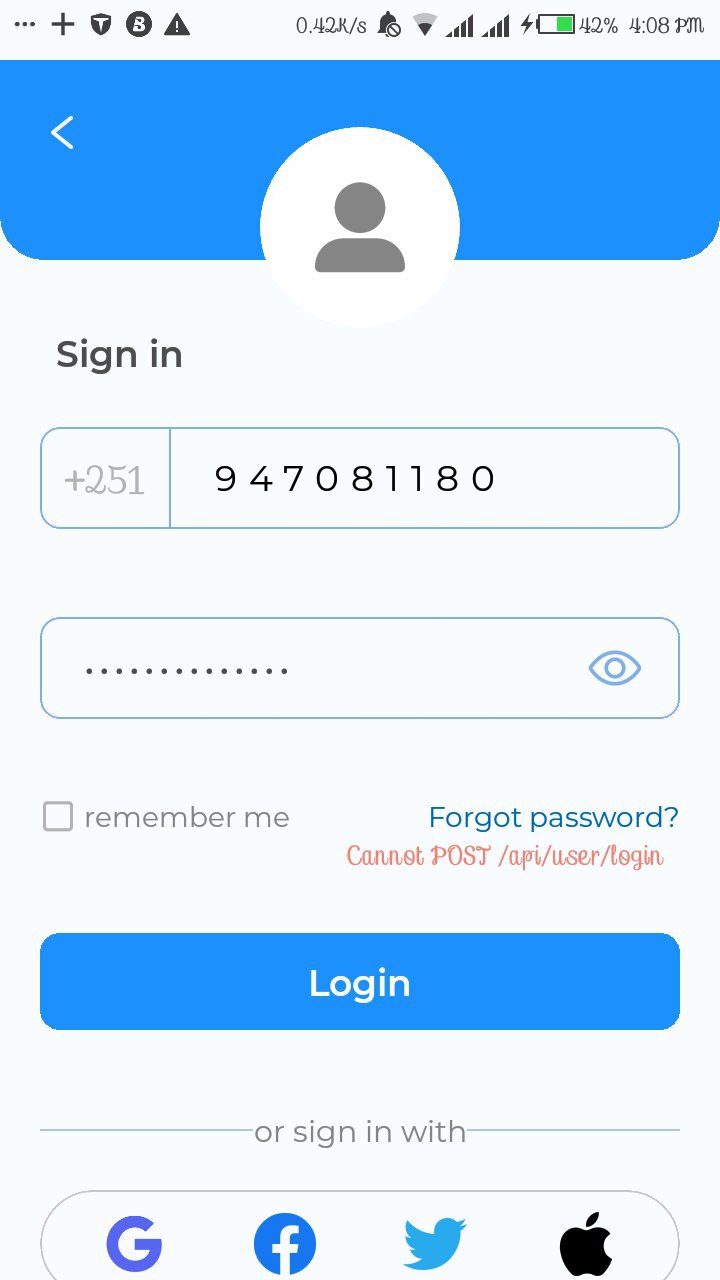 0.42K/s 42% 4:08 PM
Sign in
+251 947081180
remember me Forgot password?
Cannot POST /api/user/login
Login
or sign in with